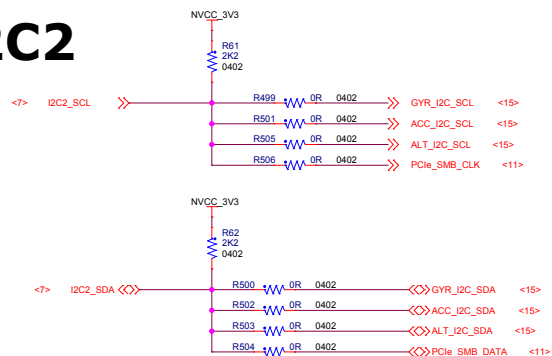 C2
NVCC_3V3
R61
2K2
0402
<7> I2C2_SCL R499 0R 0402 GYR_I2C_SCL <15>
R501 0R 0402 ACC_I2C_SCL <15>
R505 0R 0402 ALT_I2C_SCL <15>
R506 0R 0402 PCIe_SMB_CLK <11>
NVCC_3V3
R62
2K2
0402
<7> I2C2_SDA R500 0R 0402 GYR_I2C_SDA <15>
R502 0R 0402 ACC_I2C_SDA <15>
R503 0R 0402 ALT_I2C_SDA <15>
R504 0R 0402 PCIe_SMB_DATA <11>